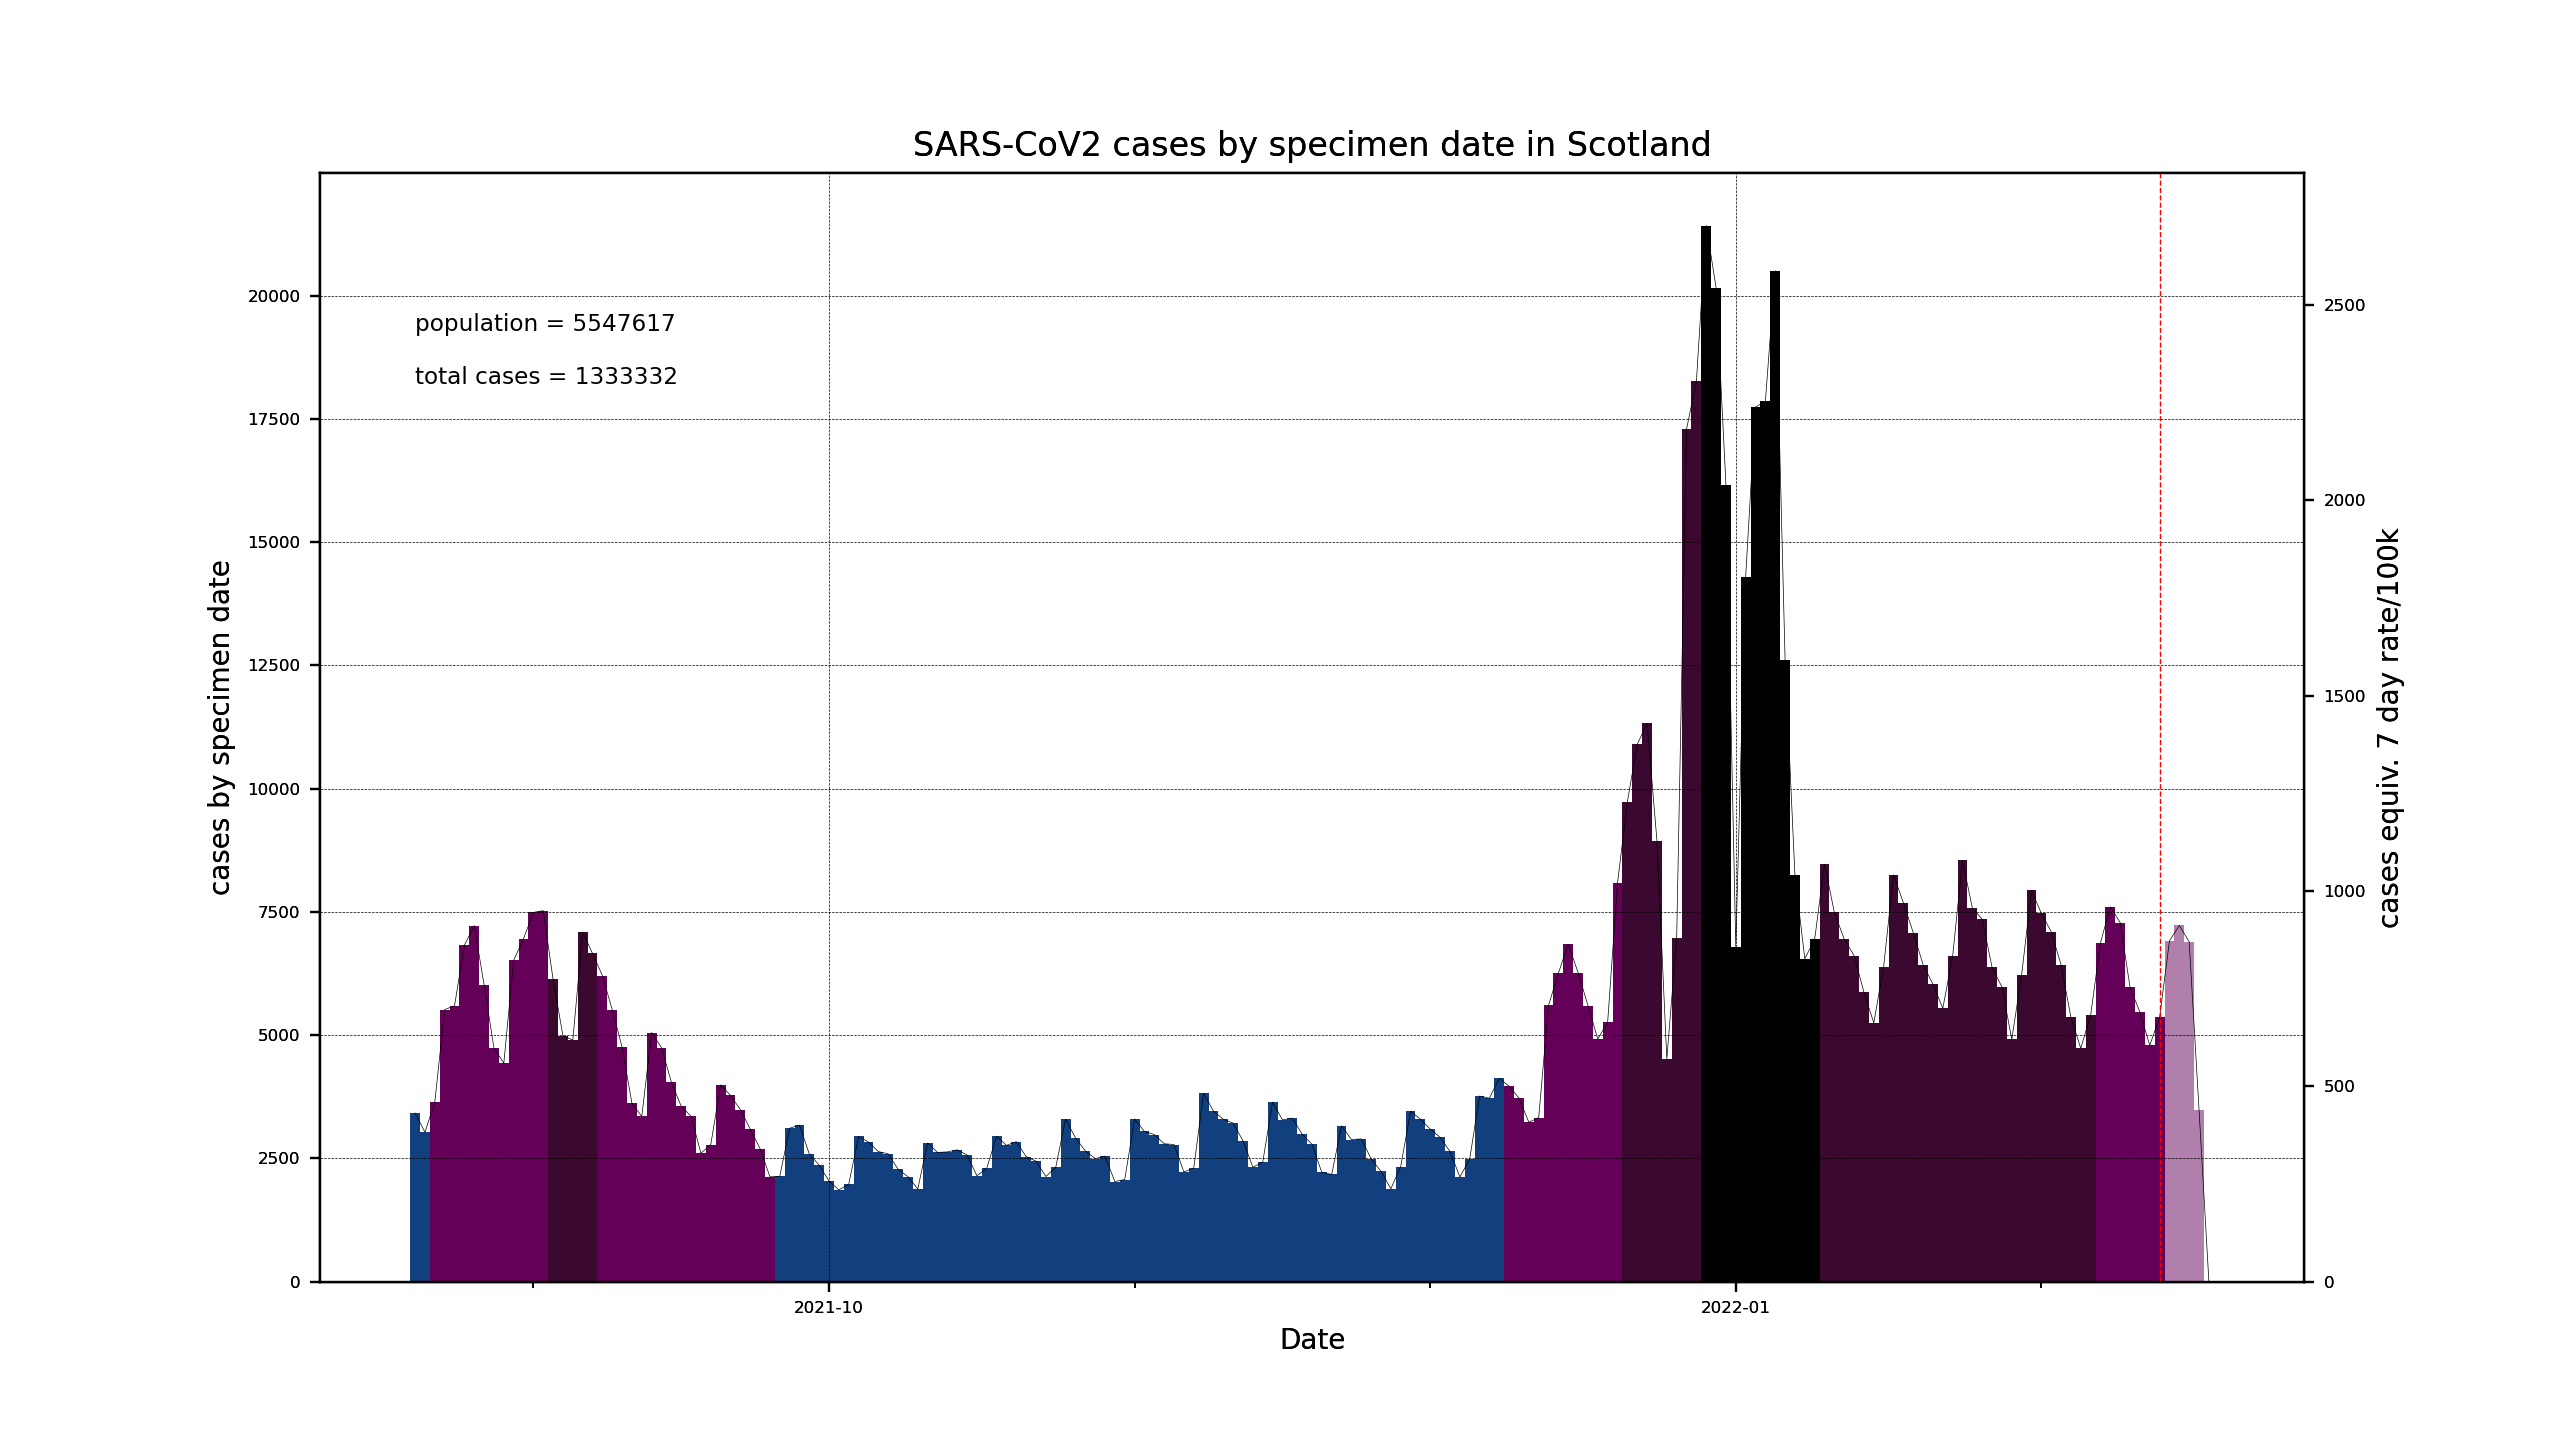 SARS-CoV2 cases by specimen date in Scotland
population = 5547617
total cases = 1333332
cases by specimen date
20000
17500
15000
12500
10000
7500
5000
2500
0
2500
2000
1500
1000
500
0
cases equiv. 7 day rate/100k
2021-10
2022-01
Date